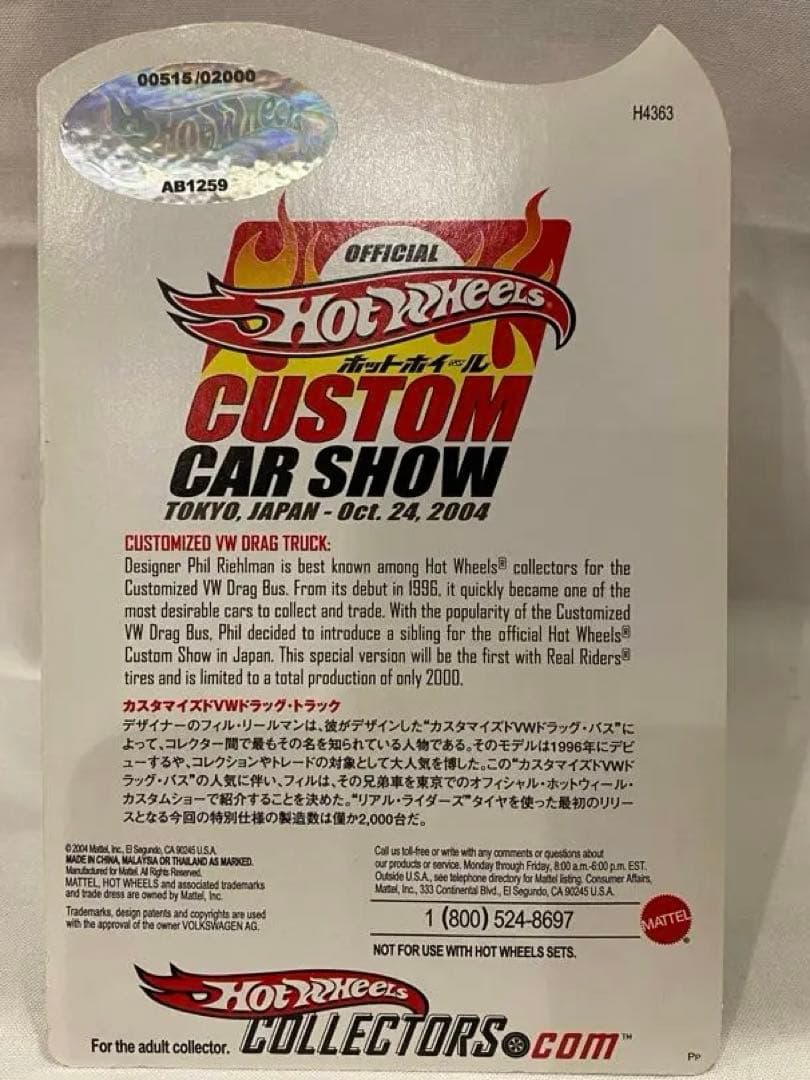 00515/02000
Hot Wheels
AB1259
H4363
OFFICIAL
Hot Wheels
ホットホイール
CUSTOM
CAR SHOW
TOKYO, JAPAN - Oct. 24, 2004
CUSTOMIZED VW DRAG TRUCK:
Designer Phil Riehlman is best known among Hot Wheels® collectors for the
Customized VW Drag Bus. From its debut in 1996, it quickly became one of the
most desirable cars to collect and trade. With the popularity of the Customized
VW Drag Bus, Phil decided to introduce a sibling for the official Hot Wheels®
Custom Show in Japan. This special version will be the first with Real Riders®
tires and is limited to a total production of only 2000.
カスタマイズドVWドラッグ・トラック
デザイナーのフィル・リールマンは、彼がデザインした“カスタマイズドVWドラッグ・バス”に
よって、コレクター間で最もその名を知られている人物である。そのモデルは1996年にデビ
ューするや、コレクションやトレードの対象として大人気を博した。この“カスタマイズドVWド
ラッグ・バス”の人気に伴い、フィルは、その兄弟車を東京でのオフィシャル・ホットウィール・
カスタムショーで紹介することを決めた。“リアル・ライダーズ”タイヤを使った最初のリリー
スとなる今回の特別仕様の製造数は僅か2,000台だ。
© 2004 Mattel, Inc., El Segundo, CA 90245 U.S.A.
MADE IN CHINA, MALAYSIA OR THAILAND AS MARKED.
Manufactured for Mattel. All Rights Reserved.
MATTEL, HOT WHEELS and associated trademarks
and trade dress are owned by Mattel, Inc.
Trademarks, design patents and copyrights are used
with the approval of the owner VOLKSWAGEN AG.
Call us toll-free or write with any comments or questions about
our products or service. Monday through Friday, 8:00 a.m.-6:00 p.m. EST.
Outside U.S.A., see telephone directory for Mattel listing. Consumer Affairs,
Mattel, Inc., 333 Continental Blvd., El Segundo, CA 90245 U.S.A.
1 (800) 524-8697
MATTEL®
NOT FOR USE WITH HOT WHEELS SETS.
Hot Wheels
COLLECTORS.com™
For the adult collector.
PP